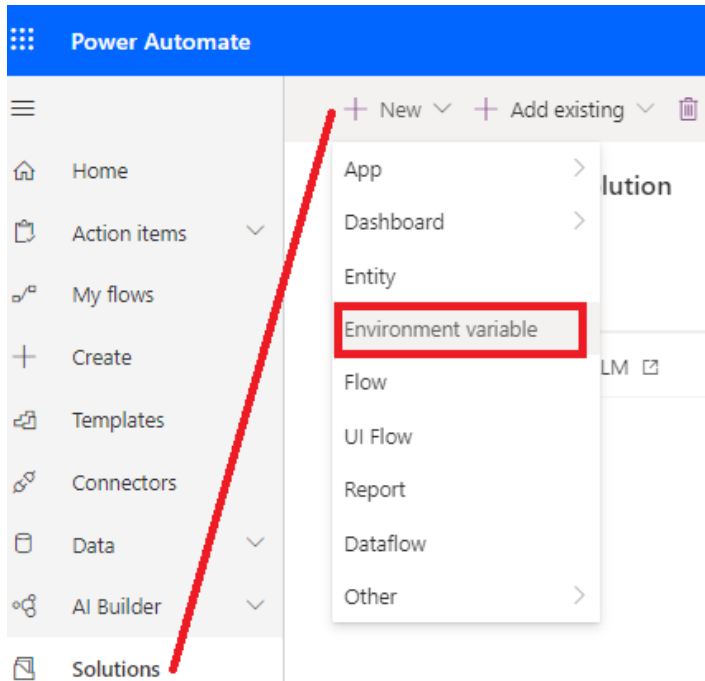 Power Automate
New
Add existing
Home
Action items
My flows
Create
Templates
Connectors
Data
AI Builder
Solutions
App
Dashboard
Entity
Environment variable
Flow
UI Flow
Report
Dataflow
Other
lution
LM